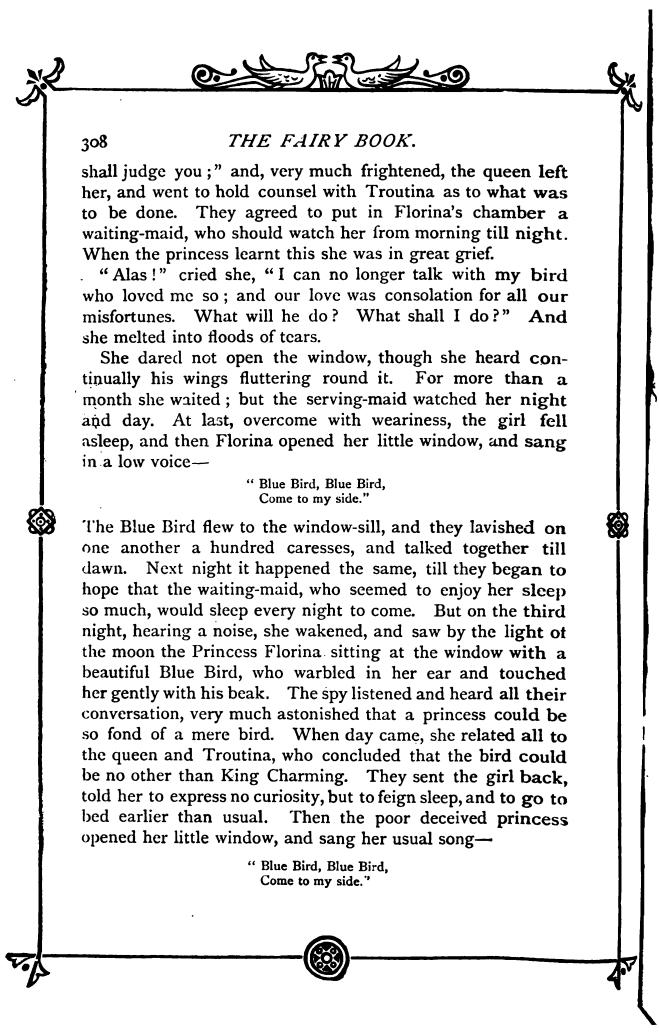 308 THE FAIRY BOOK.
shall judge you ;" and, very much frightened, the queen left
her, and went to hold counsel with Troutina as to what was
to be done. They agreed to put in Florina's chamber a
waiting-maid, who should watch her from morning till night.
When the princess learnt this she was in great grief.
"Alas!" cried she, "I can no longer talk with my bird
who loved me so ; and our love was consolation for all our
misfortunes. What will he do? What shall I do?" And
she melted into floods of tears.
She dared not open the window, though she heard con-
tinually his wings fluttering round it. For more than a
month she waited ; but the serving-maid watched her night
and day. At last, overcome with weariness, the girl fell
asleep, and then Florina opened her little window, and sang
in a low voice—
" Blue Bird, Blue Bird,
Come to my side."
The Blue Bird flew to the window-sill, and they lavished on
one another a hundred caresses, and talked together till
dawn. Next night it happened the same, till they began to
hope that the waiting-maid, who seemed to enjoy her sleep
so much, would sleep every night to come. But on the third
night, hearing a noise, she wakened, and saw by the light of
the moon the Princess Florina sitting at the window with a
beautiful Blue Bird, who warbled in her ear and touched
her gently with his beak. The spy listened and heard all their
conversation, very much astonished that a princess could be
so fond of a mere bird. When day came, she related all to
the queen and Troutina, who concluded that the bird could
be no other than King Charming. They sent the girl back,
told her to express no curiosity, but to feign sleep, and to go to
bed earlier than usual. Then the poor deceived princess
opened her little window, and sang her usual song—
" Blue Bird, Blue Bird,
Come to my side."